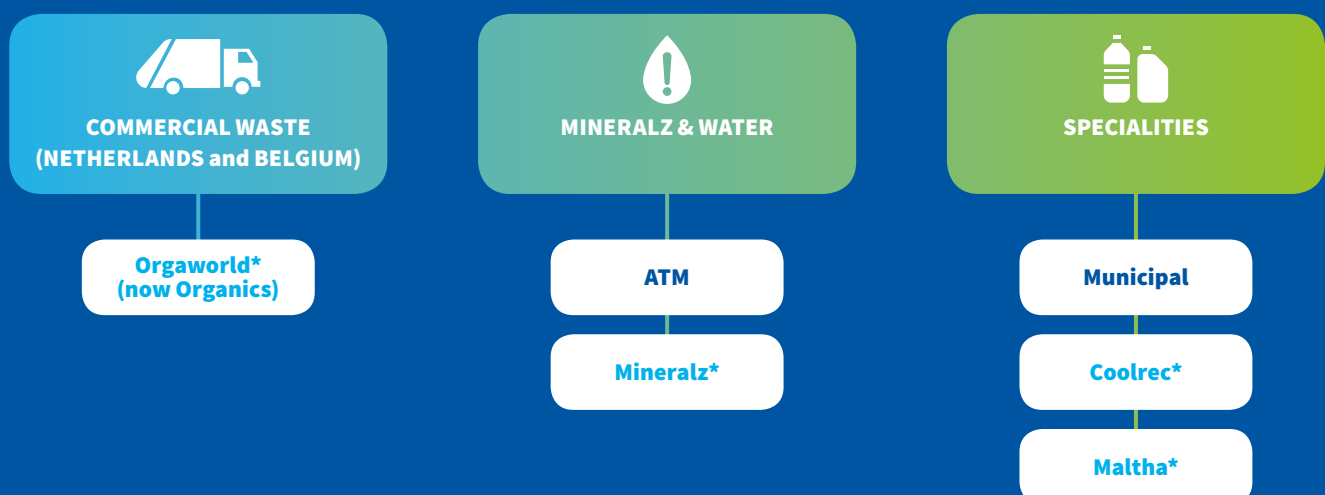 COMMERCIAL WASTE
(NETHERLANDS and BELGIUM)
Orgaworld*
(now Organics)
MINERALZ & WATER
ATM
Mineralz*
SPECIALITIES
Municipal
Coolrec*
Maltha*